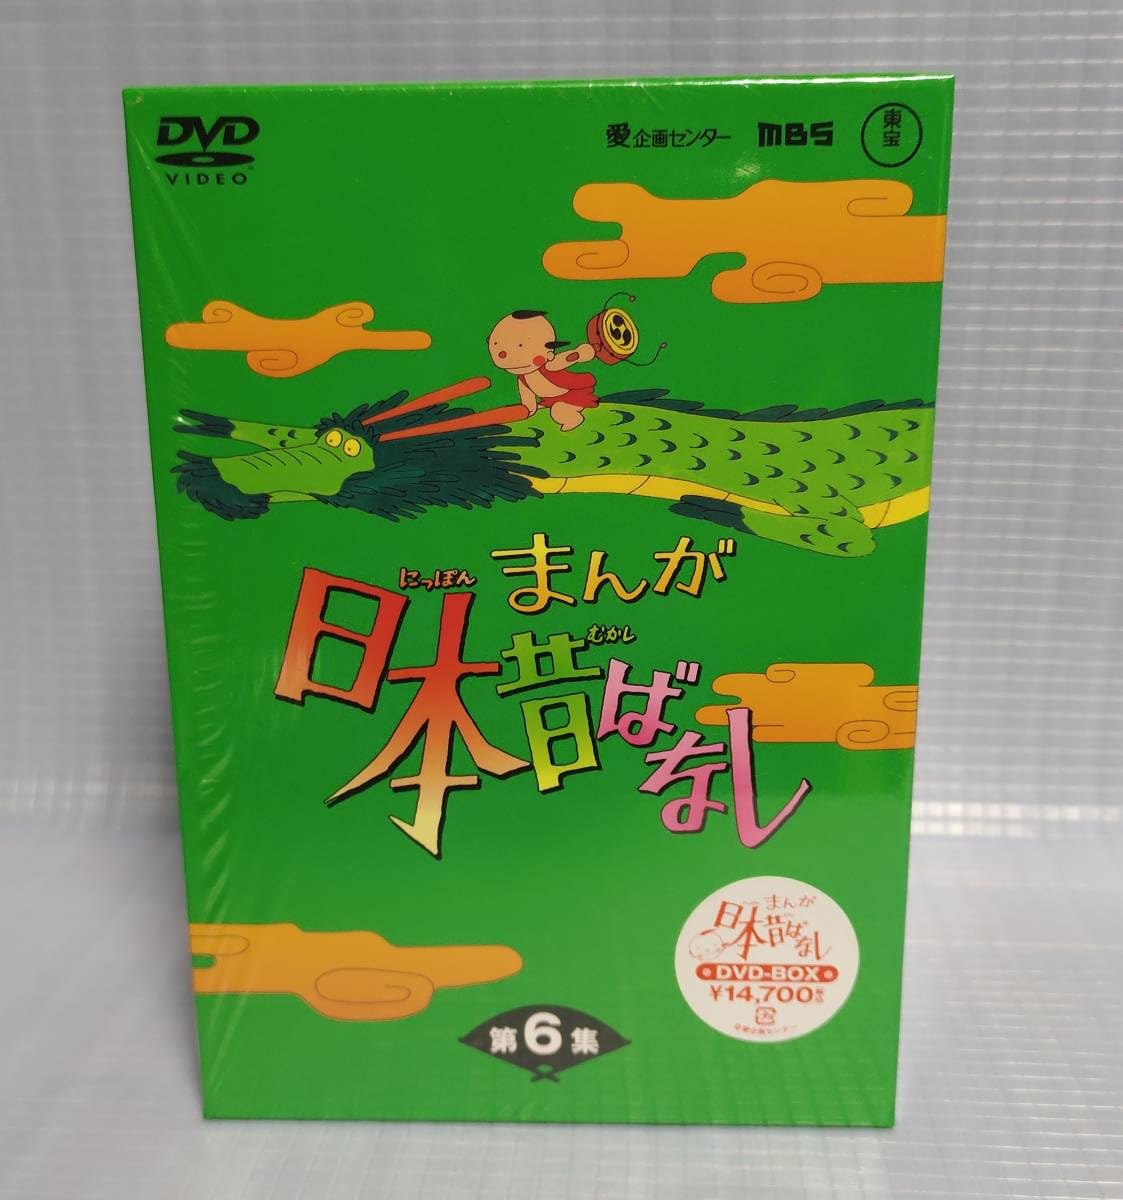 DVD
VIDEO
愛企画センター MBS 東宝
まんが
にっぽん
日本
むかし
昔ばなし
第6集
まんが
日本昔ばなし
DVD-BOX
¥14,700